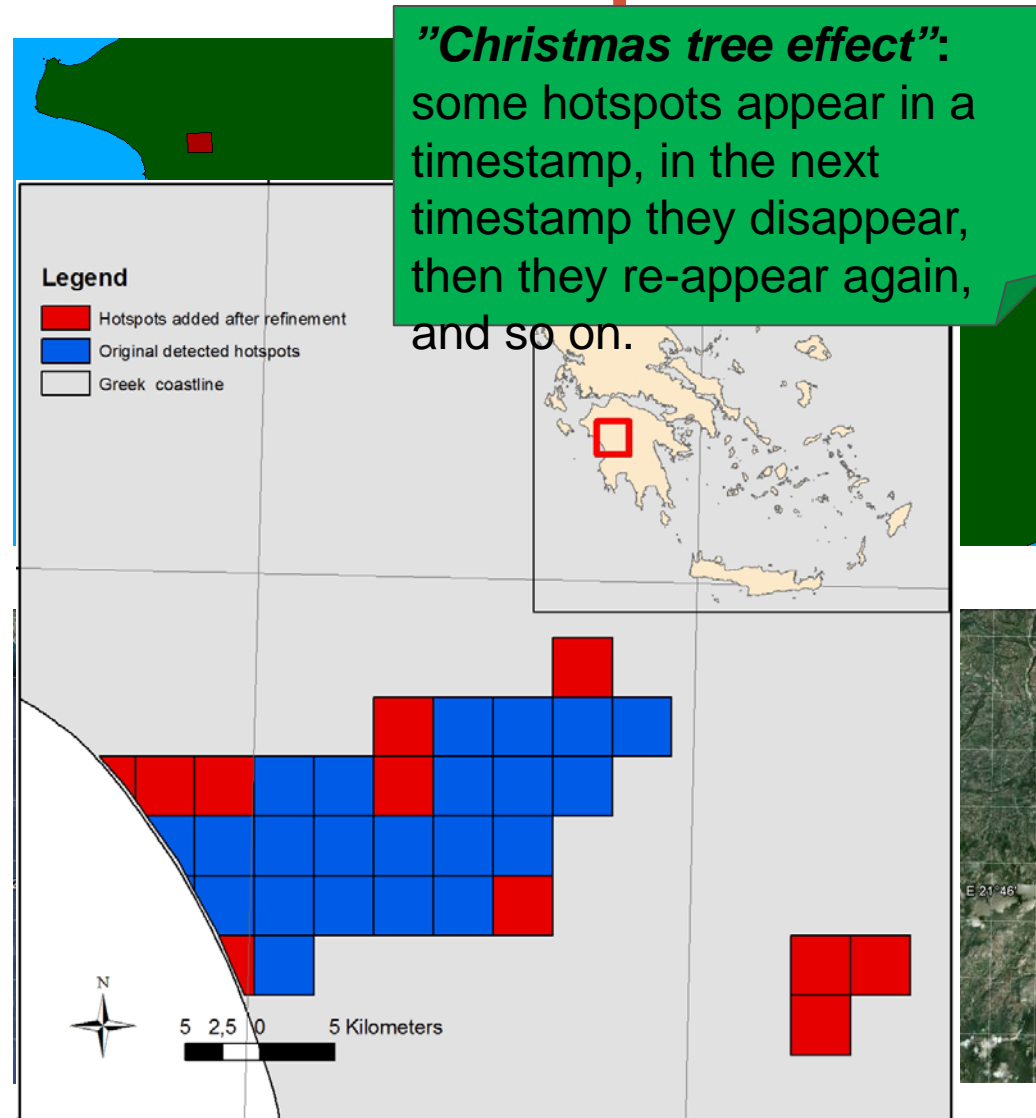 ”Christmas tree effect”:
some hotspots appear in a
timestamp, in the next
timestamp they disappear,
then they re-appear again,
and so on.
Legend
Hotspots added after refinement
Original detected hotspots
Greek coastline
N
5 2,5 0 5 Kilometers
E 21°46'